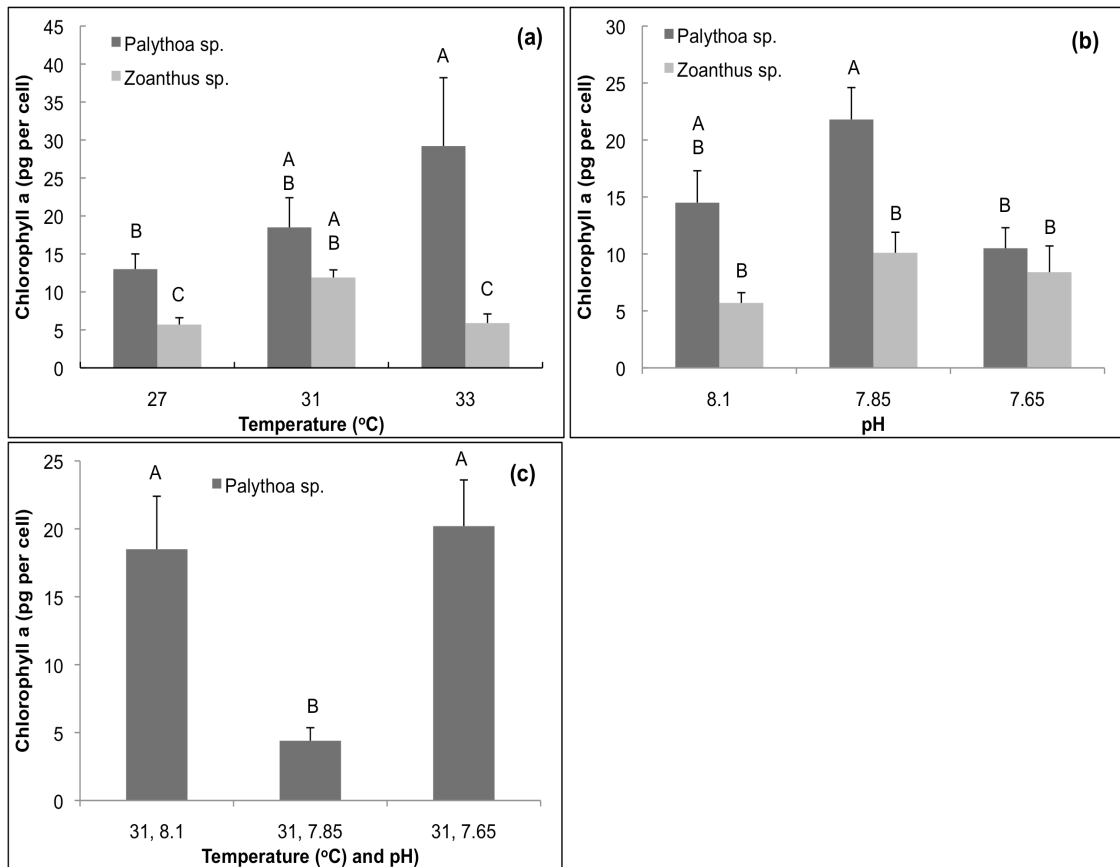 Chlorophyll a (pg per cell)
45
40
35
30
25
20
15
10
5
0
Palythoa sp.
Zoanthus sp.
(a)
B
C
A
B
A
B
A
C
27
31
33
Temperature (ºC)
Chlorophyll a (pg per cell)
30
25
20
15
10
5
0
Palythoa sp.
Zoanthus sp.
(b)
A
B
B
A
B
B
B
8.1
7.85
7.65
pH
Chlorophyll a (pg per cell)
25
20
15
10
5
0
Palythoa sp.
(c)
A
B
A
31, 8.1
31, 7.85
31, 7.65
Temperature (ºC) and pH)